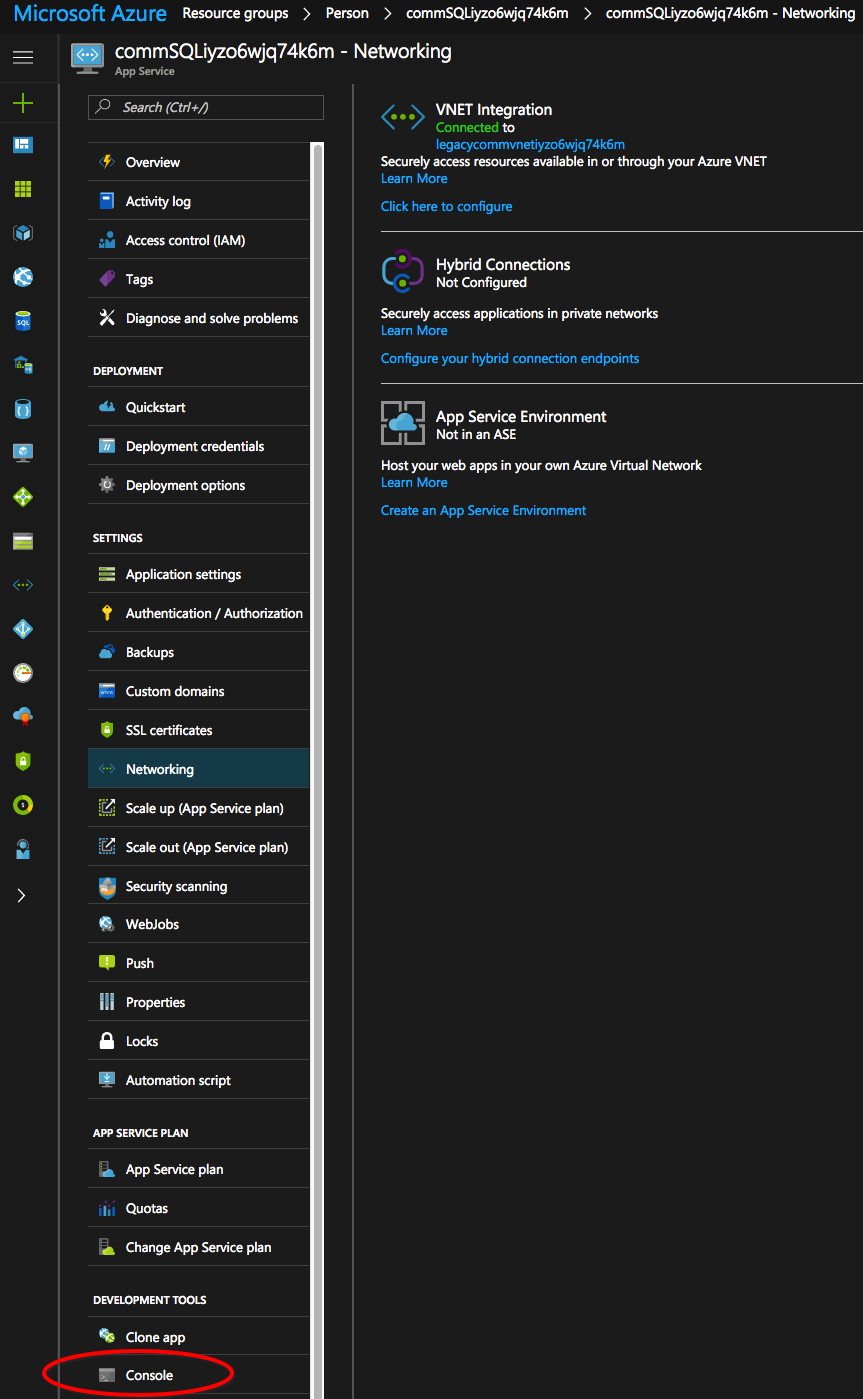 Microsoft Azure Resource groups > Person > commSQLiyzo6wjq74k6m > commSQLiyzo6wjq74k6m - Networking
commSQLiyzo6wjq74k6m - Networking
App Service
Search (Ctrl+/)
Overview
Activity log
Access control (IAM)
Tags
Diagnose and solve problems
DEPLOYMENT
Quickstart
Deployment credentials
Deployment options
SETTINGS
Application settings
Authentication / Authorization
Backups
Custom domains
SSL certificates
Networking
Scale up (App Service plan)
Scale out (App Service plan)
Security scanning
WebJobs
Push
Properties
Locks
Automation script
APP SERVICE PLAN
App Service plan
Quotas
Change App Service plan
DEVELOPMENT TOOLS
Clone app
Console
VNET Integration
Connected to
legacycommvnetiyzo6wjq74k6m
Securely access resources available in or through your Azure VNET
Learn More
Click here to configure
Hybrid Connections
Not Configured
Securely access applications in private networks
Learn More
Configure your hybrid connection endpoints
App Service Environment
Not in an ASE
Host your web apps in your own Azure Virtual Network
Learn More
Create an App Service Environment
SQL
www